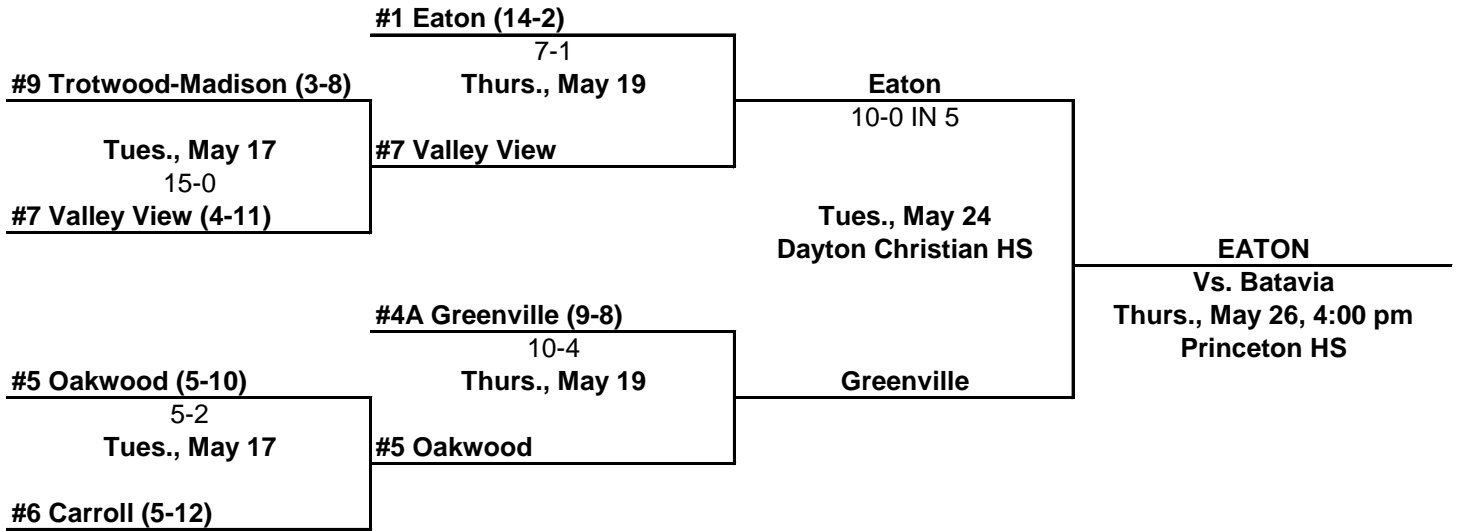 #1 Eaton (14-2)
7-1
#9 Trotwood-Madison (3-8)
Thurs., May 19
Eaton
10-0 IN 5
Tues., May 17
#7 Valley View
15-0
#7 Valley View (4-11)
Tues., May 24
Dayton Christian HS
EATON
Vs. Batavia
#4A Greenville (9-8)
Thurs., May 26, 4:00 pm
10-4
Princeton HS
#5 Oakwood (5-10)
Thurs., May 19
Greenville
5-2
Tues., May 17
#5 Oakwood
#6 Carroll (5-12)